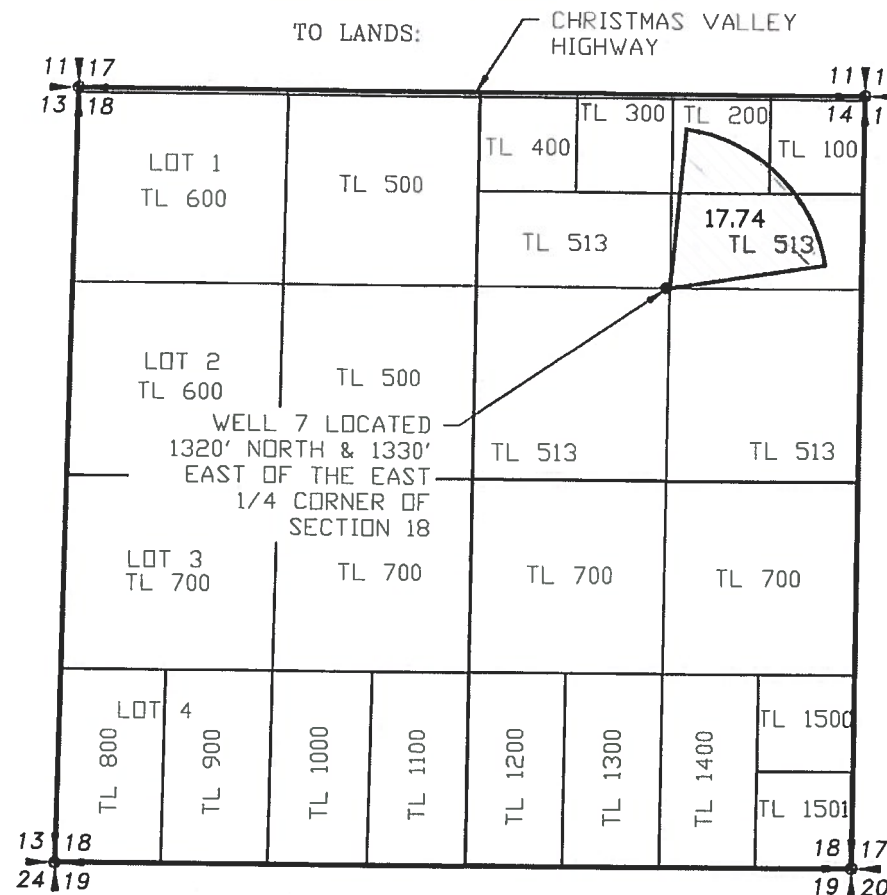 TO LANDS:
CHRISTMAS VALLEY
HIGHWAY
11 17
13 18
11 1
14 1
LOT 1
TL 600
TL 500
TL 400
TL 300
TL 200
TL 100
TL 513
17.74
TL 513
LOT 2
TL 600
TL 500
WELL 7 LOCATED
1320' NORTH & 1330'
EAST OF THE EAST
1/4 CORNER OF
SECTION 18
TL 513
TL 513
LOT 3
TL 700
TL 700
TL 700
TL 700
LOT 4
TL 800
TL 900
TL 1000
TL 1100
TL 1200
TL 1300
TL 1400
TL 1500
TL 1501
13 18
24 19
18 17
19 20